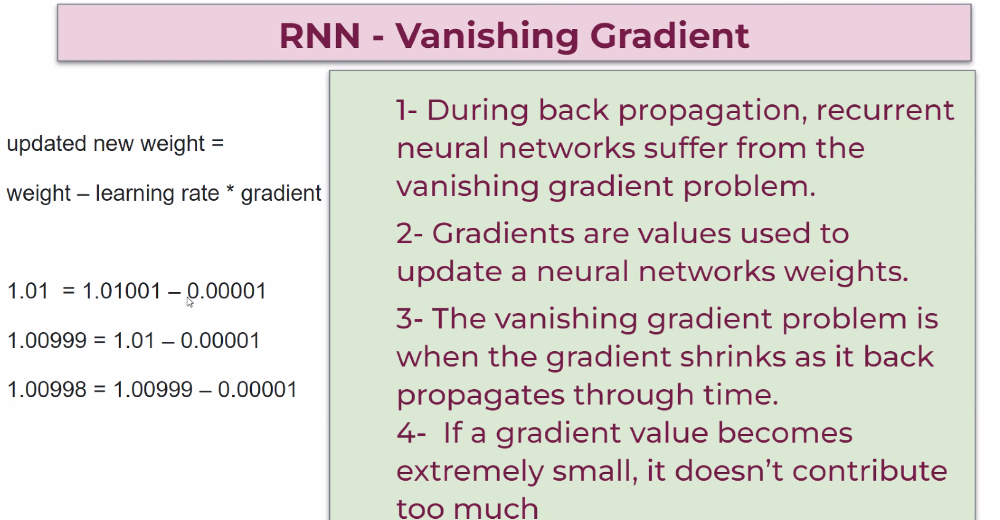 RNN - Vanishing Gradient
updated new weight =
weight – learning rate * gradient
1.01  = 1.01001 – 0.00001
1.00999 = 1.01 – 0.00001
1.00998 = 1.00999 – 0.00001
1- During back propagation, recurrent
neural networks suffer from the
vanishing gradient problem.
2- Gradients are values used to
update a neural networks weights.
3- The vanishing gradient problem is
when the gradient shrinks as it back
propagates through time.
4-  If a gradient value becomes
extremely small, it doesn’t contribute
too much